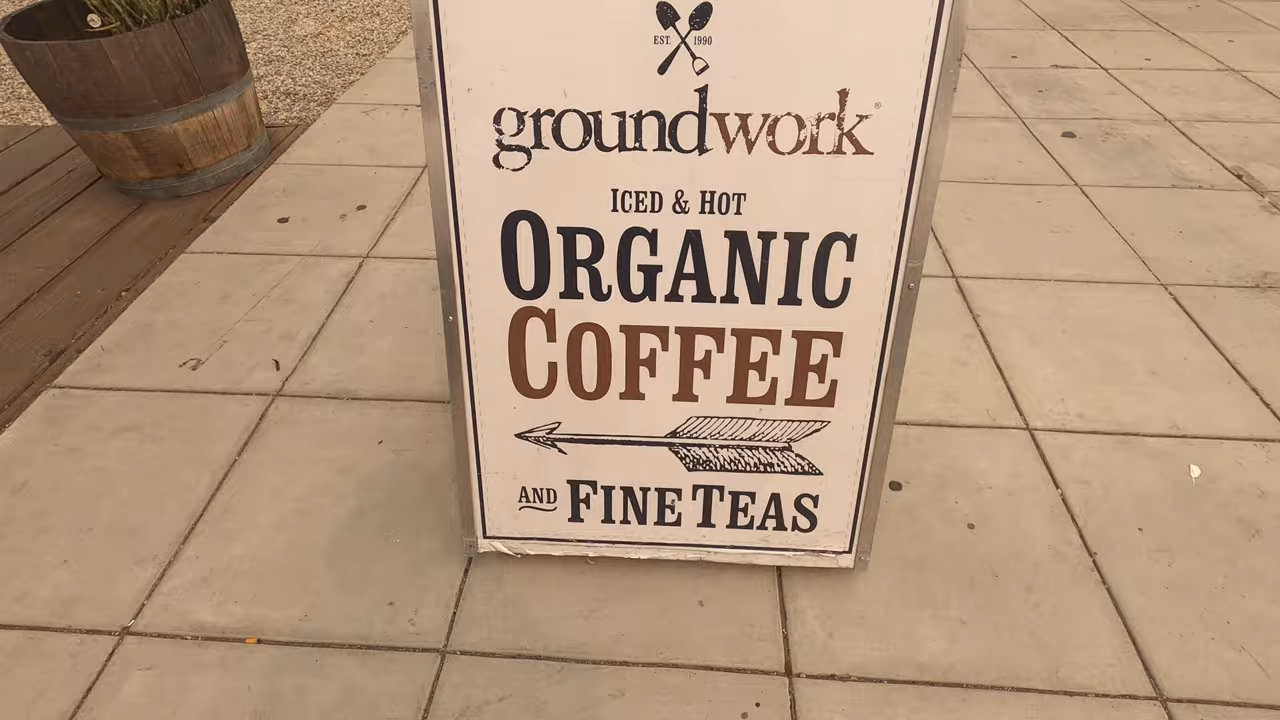 EST. 1990
groundwork®
ICED & HOT
ORGANIC
COFFEE
AND FINE TEAS